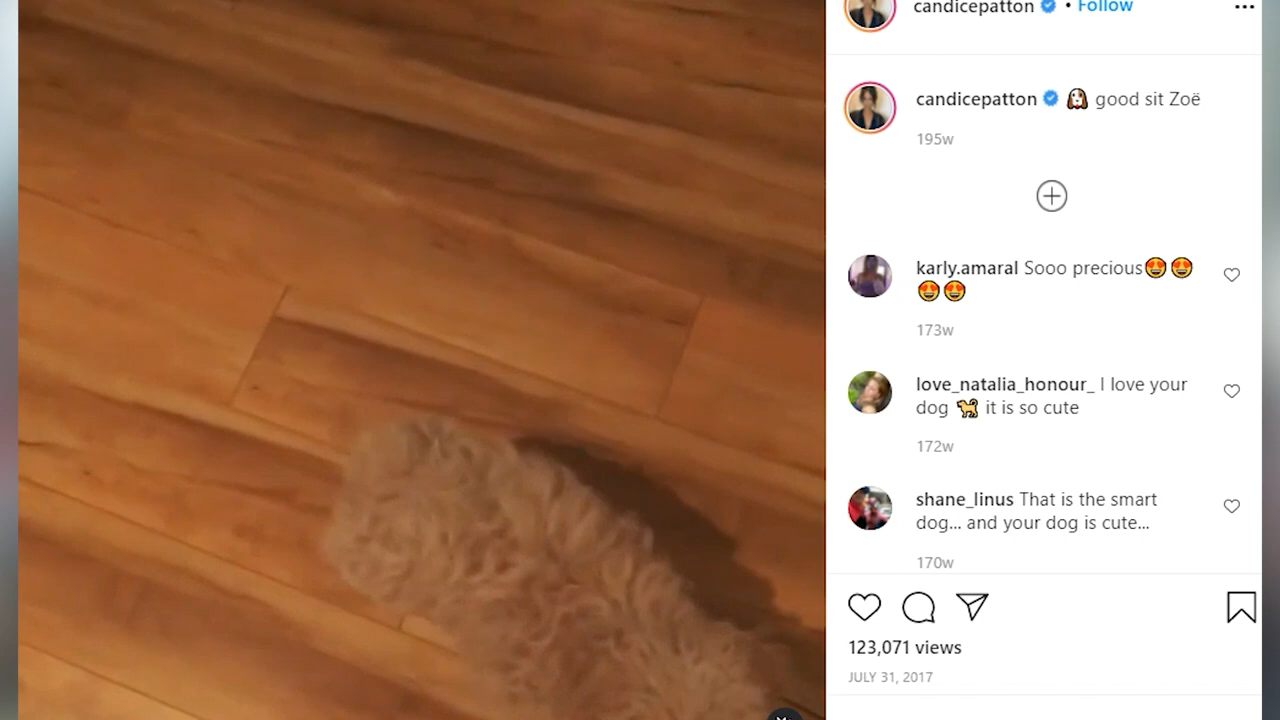 candicepatton • Follow
candicepatton good sit Zoë
195w
karly.amaral Sooo precious😍😍
😍😍
173w
love_natalia_honour_ I love your
dog 🐕 it is so cute
172w
shane_linus That is the smart
dog... and your dog is cute...
170w
123,071 views
JULY 31, 2017